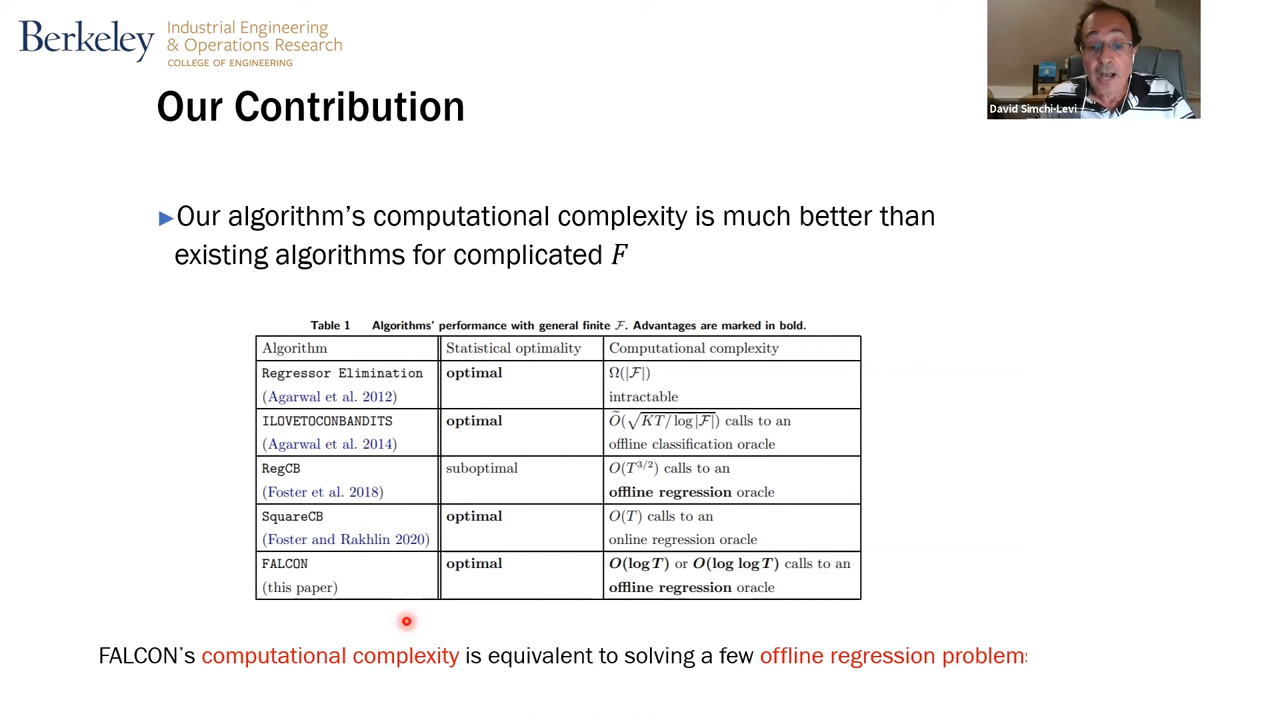 Berkeley
Industrial Engineering
& Operations Research
COLLEGE OF ENGINEERING
David Simchi-Levi
Our Contribution
►Our algorithm's computational complexity is much better than
existing algorithms for complicated F
Table 1 Algorithms' performance with general finite ℱ. Advantages are marked in bold.
Algorithm Statistical optimality Computational complexity
Regressor Elimination optimal Ω(|ℱ|)
(Agarwal et al. 2012) intractable
ILOVETOCONBANDITS optimal Õ(√KT/log|ℱ|) calls to an
(Agarwal et al. 2014) offline classification oracle
RegCB suboptimal O(T^3/2) calls to an
(Foster et al. 2018) offline regression oracle
SquareCB optimal O(T) calls to an
(Foster and Rakhlin 2020) online regression oracle
FALCON optimal O(log T) or O(log log T) calls to an
(this paper) offline regression oracle
FALCON's computational complexity is equivalent to solving a few offline regression problems